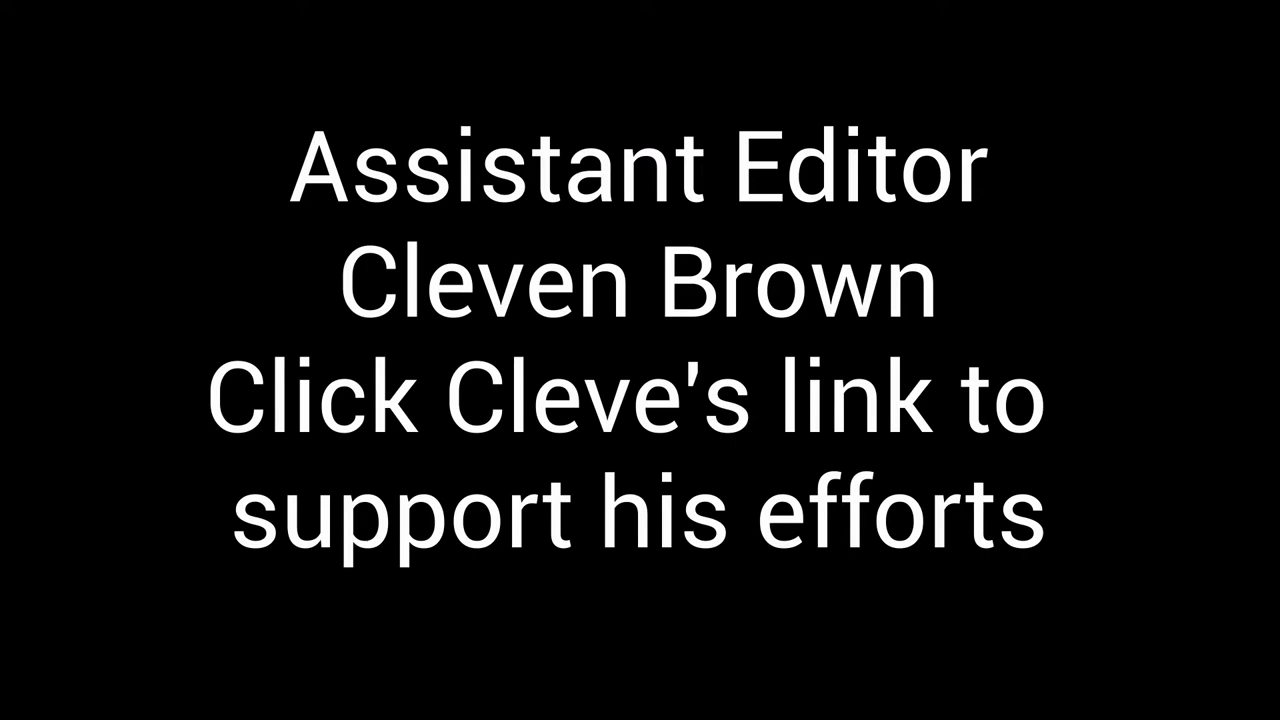 Assistant Editor
Cleven Brown
Click Cleve's link to
support his efforts